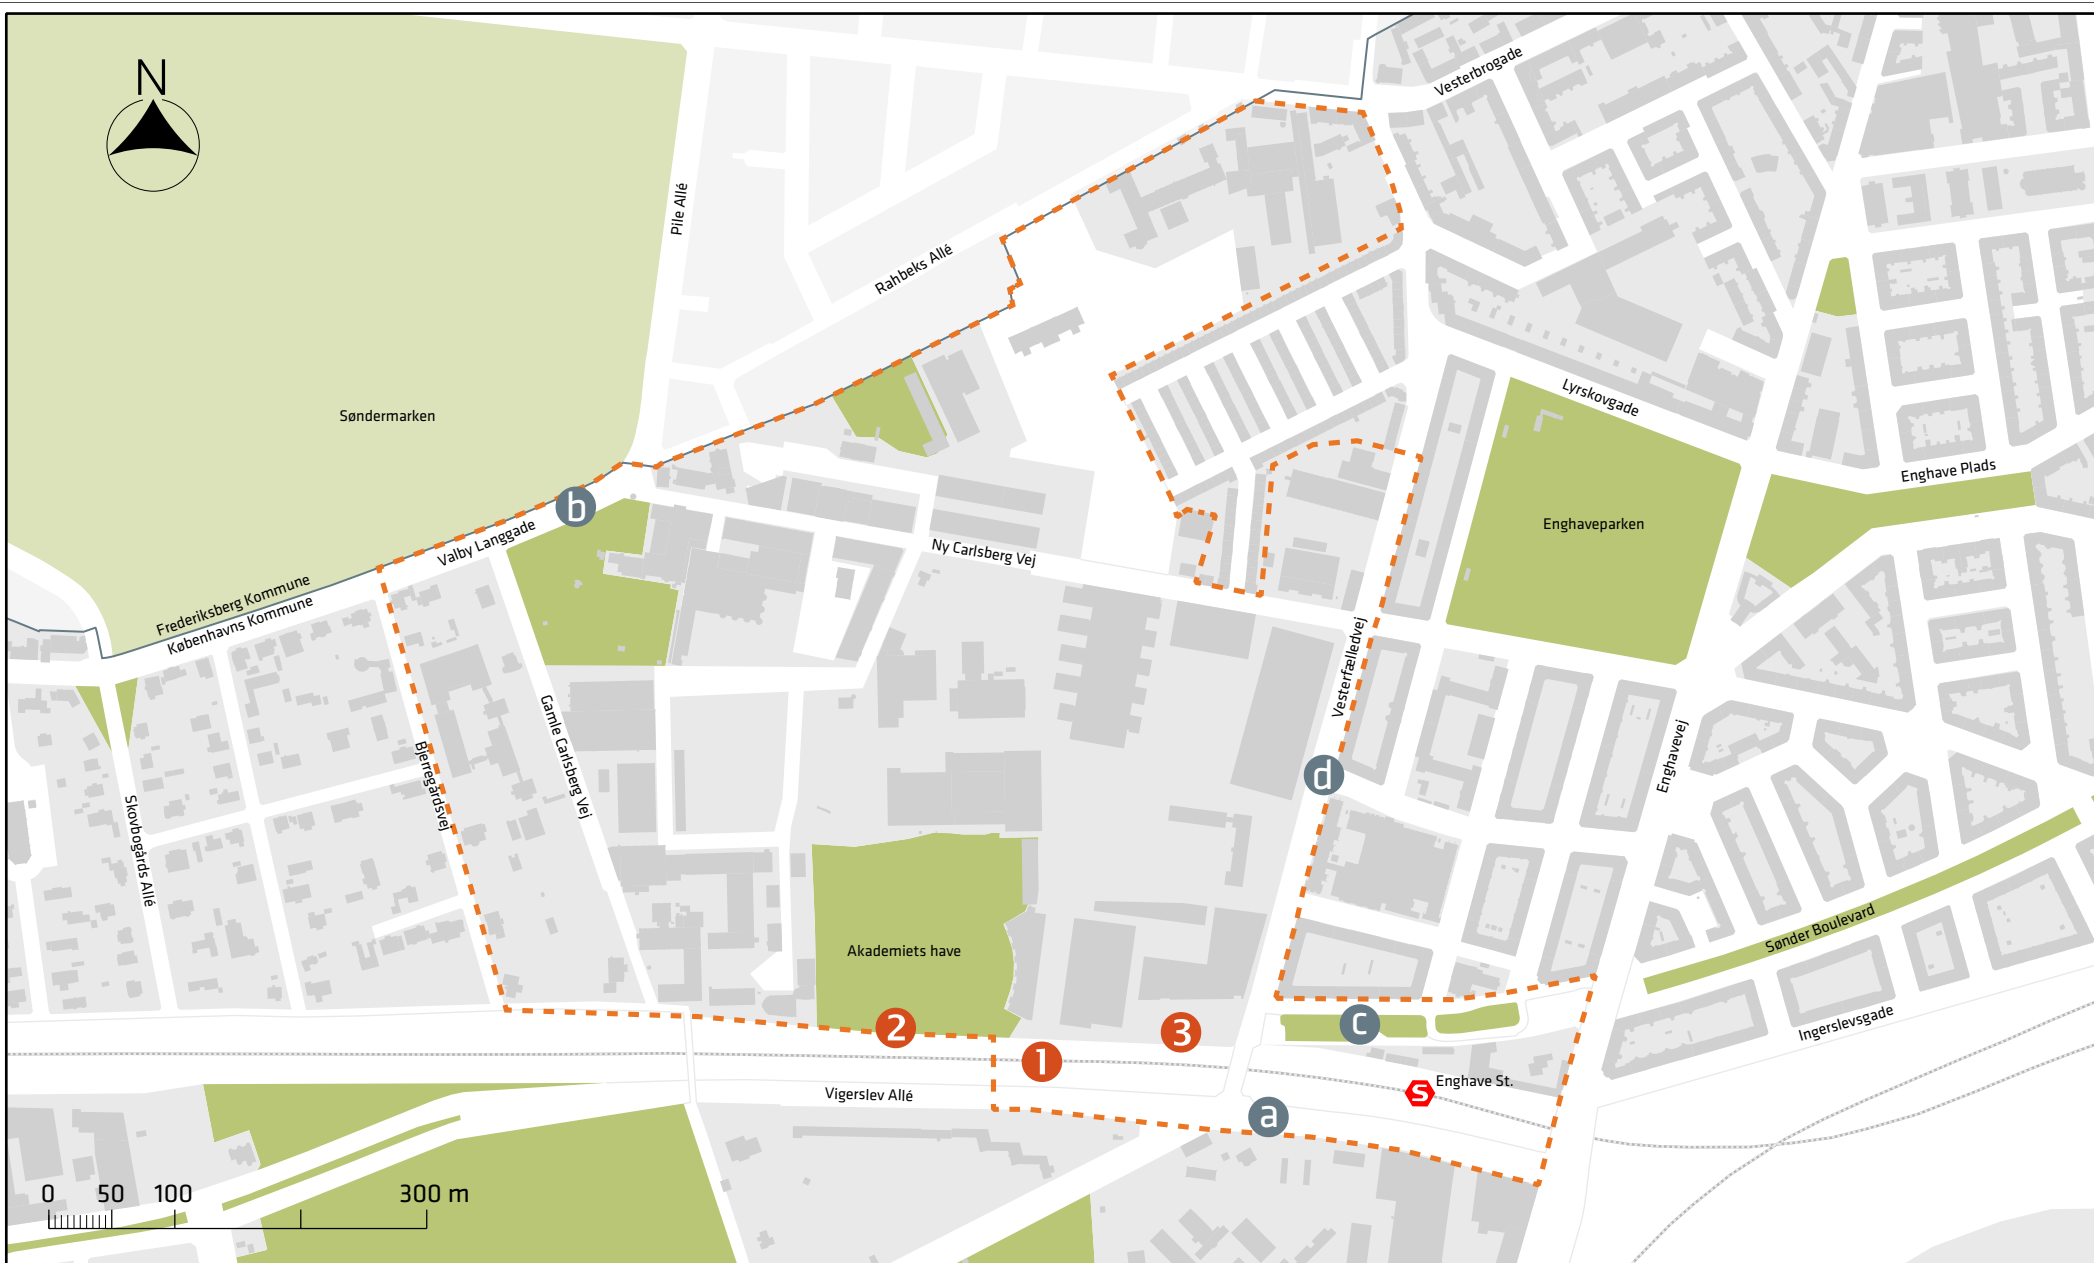 N
Vesterbrogade
Pile Allé
Rahbeks Allé
Søndermarken
Lyrskovgade
Enghave Plads
Enghaveparken
b
Valby Langgade
Ny Carlsberg Vej
Frederiksberg Kommune
Københavns Kommune
Vesterfælledvej
Gamle Carlsberg Vej
Bjerregårdsvej
Skovbogårds Allé
Enghavevej
d
Sønder Boulevard
Akademiets have
Ingerslevsgade
2
3
c
1
S
Enghave St.
Vigerslev Allé
a
0 50 100 300 m